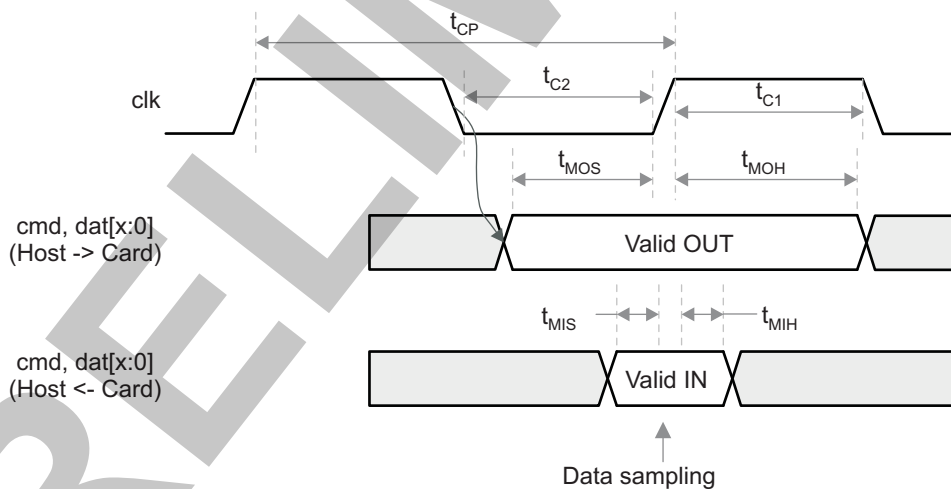 tCP
clk
tC2
tC1
tMOS
tMOH
cmd, dat[x:0]
(Host -> Card)
Valid OUT
tMIS
tMIH
cmd, dat[x:0]
(Host <- Card)
Valid IN
Data sampling
RELIM